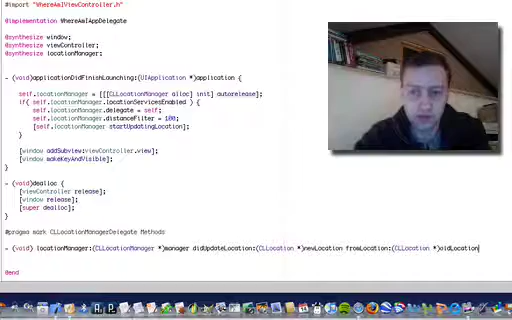 #import "WhereAmIViewController.h"
@implementation WhereAmIAppDelegate
@synthesize window;
@synthesize viewController;
@synthesize locationManager;
- (void)applicationDidFinishLaunching:(UIApplication *)application {
self.locationManager = [[[CLLocationManager alloc] init] autorelease];
if( self.locationManager.locationServicesEnabled ) {
self.locationManager.delegate = self;
self.locationManager.distanceFilter = 100;
[self.locationManager startUpdatingLocation];
}
[window addSubview:viewController.view];
[window makeKeyAndVisible];
}
- (void)dealloc {
[viewController release];
[window release];
[super dealloc];
}
#pragma mark CLLocationManagerDelegate Methods
- (void) locationManager:(CLLocationManager *)manager didUpdateLocation:(CLLocation *)newLocation fromLocation:(CLLocation *)oldLocation
@end